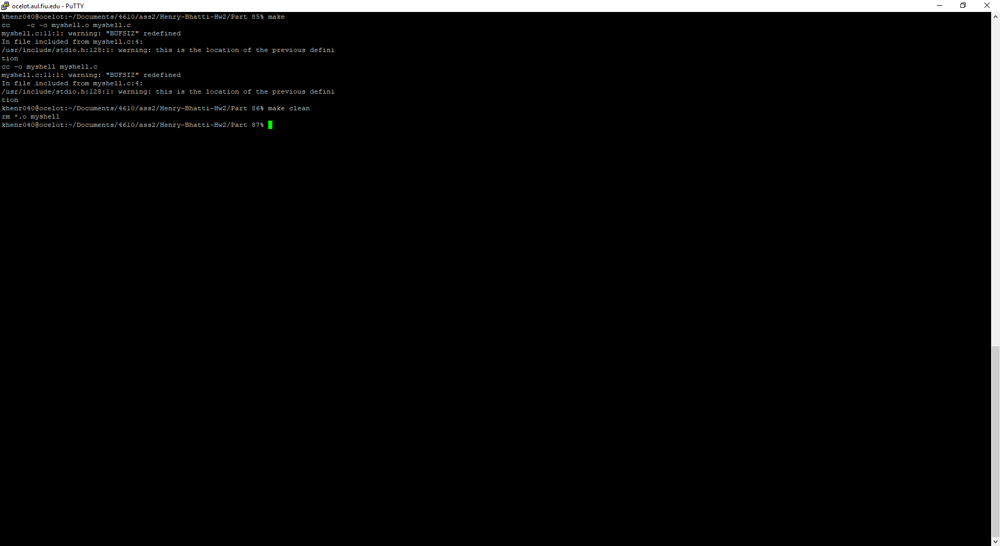 ocelot.aul.fiu.edu - PuTTY
khenr040@ocelot:~/Documents/4610/ass2/Henry-Bhatti-Hw2/Part 85% make
cc    -c -o myshell.o myshell.c
myshell.c:11:1: warning: "BUFSIZ" redefined
In file included from myshell.c:4:
/usr/include/stdio.h:128:1: warning: this is the location of the previous defini
tion
cc -o myshell myshell.c
myshell.c:11:1: warning: "BUFSIZ" redefined
In file included from myshell.c:4:
/usr/include/stdio.h:128:1: warning: this is the location of the previous defini
tion
khenr040@ocelot:~/Documents/4610/ass2/Henry-Bhatti-Hw2/Part 86% make clean
rm *.o myshell
khenr040@ocelot:~/Documents/4610/ass2/Henry-Bhatti-Hw2/Part 87%